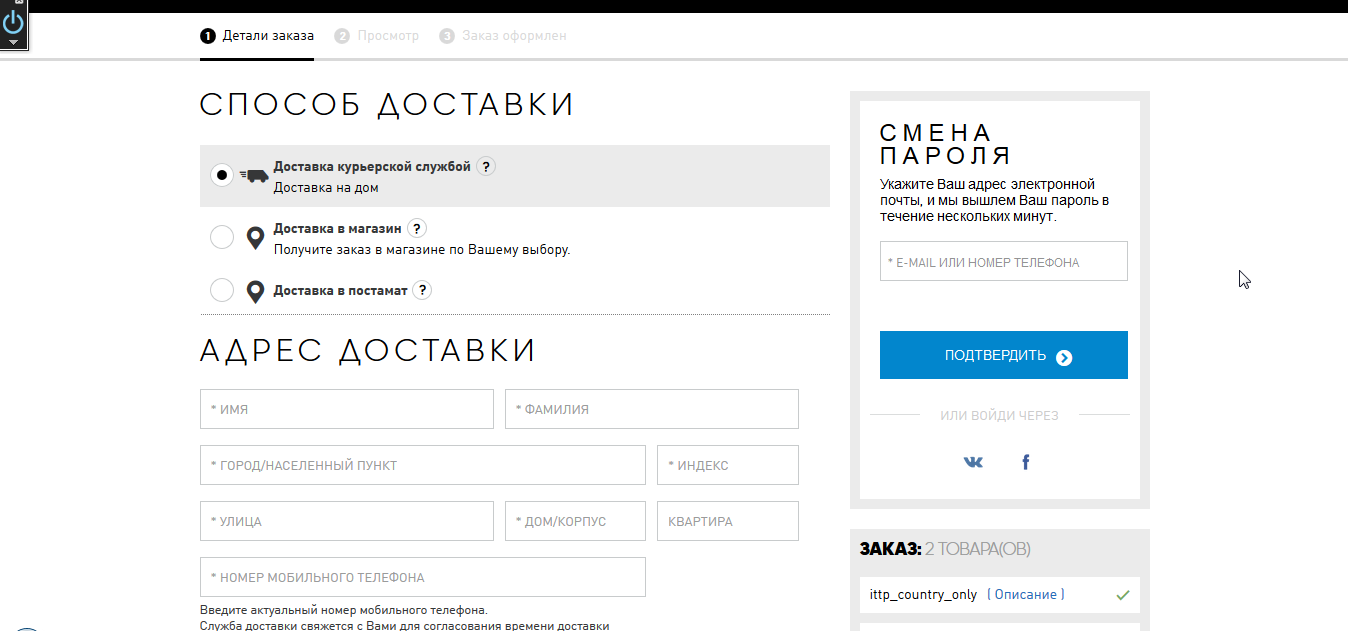 1 Детали заказа 2 Просмотр 3 Заказ оформлен
СПОСОБ ДОСТАВКИ
Доставка курьерской службой ?
Доставка на дом
Доставка в магазин ?
Получите заказ в магазине по Вашему выбору.
Доставка в постамат ?
АДРЕС ДОСТАВКИ
* ИМЯ * ФАМИЛИЯ
* ГОРОД/НАСЕЛЕННЫЙ ПУНКТ * ИНДЕКС
* УЛИЦА * ДОМ/КОРПУС КВАРТИРА
* НОМЕР МОБИЛЬНОГО ТЕЛЕФОНА
Введите актуальный номер мобильного телефона.
Служба доставки свяжется с Вами для согласования времени доставки
СМЕНА
ПАРОЛЯ
Укажите Ваш адрес электронной
почты, и мы вышлем Ваш пароль в
течение нескольких минут.
* E-MAIL ИЛИ НОМЕР ТЕЛЕФОНА
ПОДТВЕРДИТЬ
ИЛИ ВОЙДИ ЧЕРЕЗ
ЗАКАЗ: 2 ТОВАРА(ОВ)
ittp_country_only ( Описание )